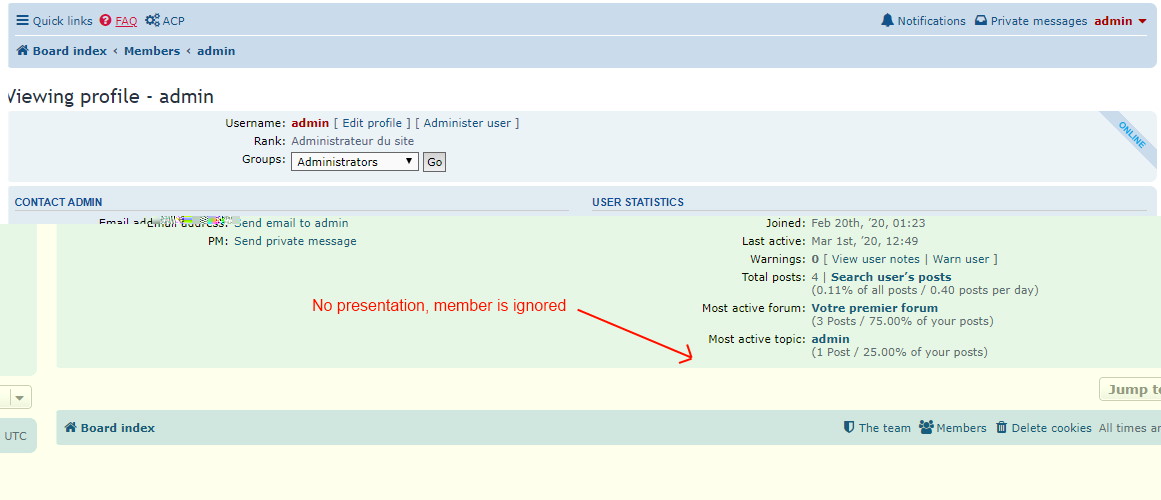 Quick links FAQ ACP Notifications Private messages admin
Board index ‹ Members ‹ admin
Viewing profile - admin
Username: admin [ Edit profile ] [ Administer user ]
ONLINE
Rank: Administrateur du site
Groups: Administrators Go
CONTACT ADMIN
Email address: Send email to admin
PM: Send private message
USER STATISTICS
Joined: Feb 20th, '20, 01:23
Last active: Mar 1st, '20, 12:49
Warnings: 0 [ View user notes | Warn user ]
Total posts: 4 | Search user's posts
(0.11% of all posts / 0.40 posts per day)
Most active forum: Votre premier forum
(3 Posts / 75.00% of your posts)
Most active topic: admin
(1 Post / 25.00% of your posts)
No presentation, member is ignored
Jump to
UTC
Board index The team Members Delete cookies All times